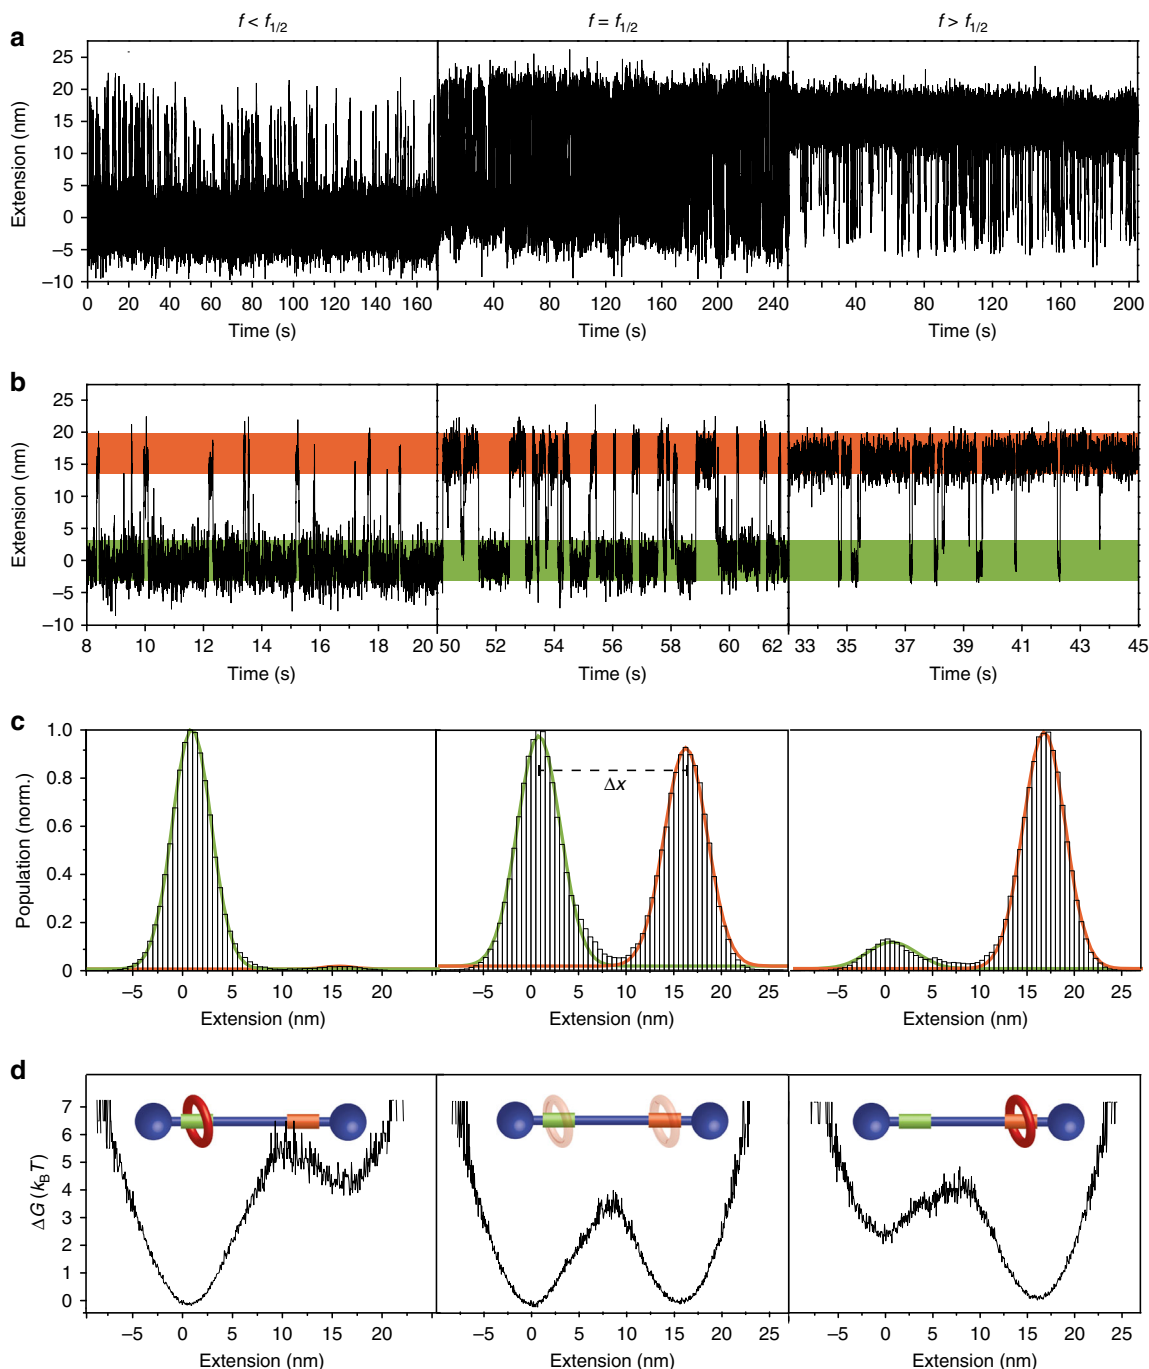 f < f1/2
f = f1/2
f > f1/2
a
Extension (nm)
25
20
15
10
5
0
–5
–10
0 20 40 60 80 100 120 140 160
40 80 120 160 200 240
40 80 120 160 200
Time (s)
Time (s)
Time (s)
b
Extension (nm)
25
20
15
10
5
0
–5
–10
8 10 12 14 16 18 20
50 52 54 56 58 60 62
33 35 37 39 41 43 45
Time (s)
Time (s)
Time (s)
c
Population (norm.)
1.0
0.8
0.6
0.4
0.2
0
Δx
–5 0 5 10 15 20
–5 0 5 10 15 20 25
–5 0 5 10 15 20 25
Extension (nm)
Extension (nm)
Extension (nm)
d
ΔG (kBT)
7
6
5
4
3
2
1
0
–5 0 5 10 15 20
–5 0 5 10 15 20 25
–5 0 5 10 15 20 25
Extension (nm)
Extension (nm)
Extension (nm)